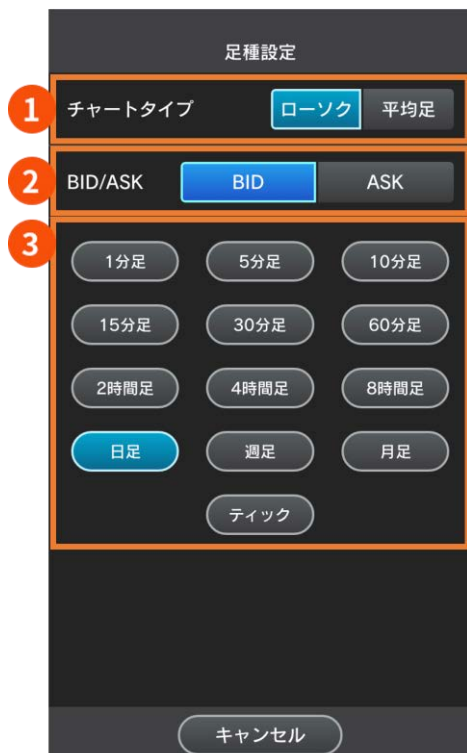 足種設定
1 チャートタイプ ローソク 平均足
2 BID/ASK BID ASK
3
1分足 5分足 10分足
15分足 30分足 60分足
2時間足 4時間足 8時間足
日足 週足 月足
ティック
キャンセル